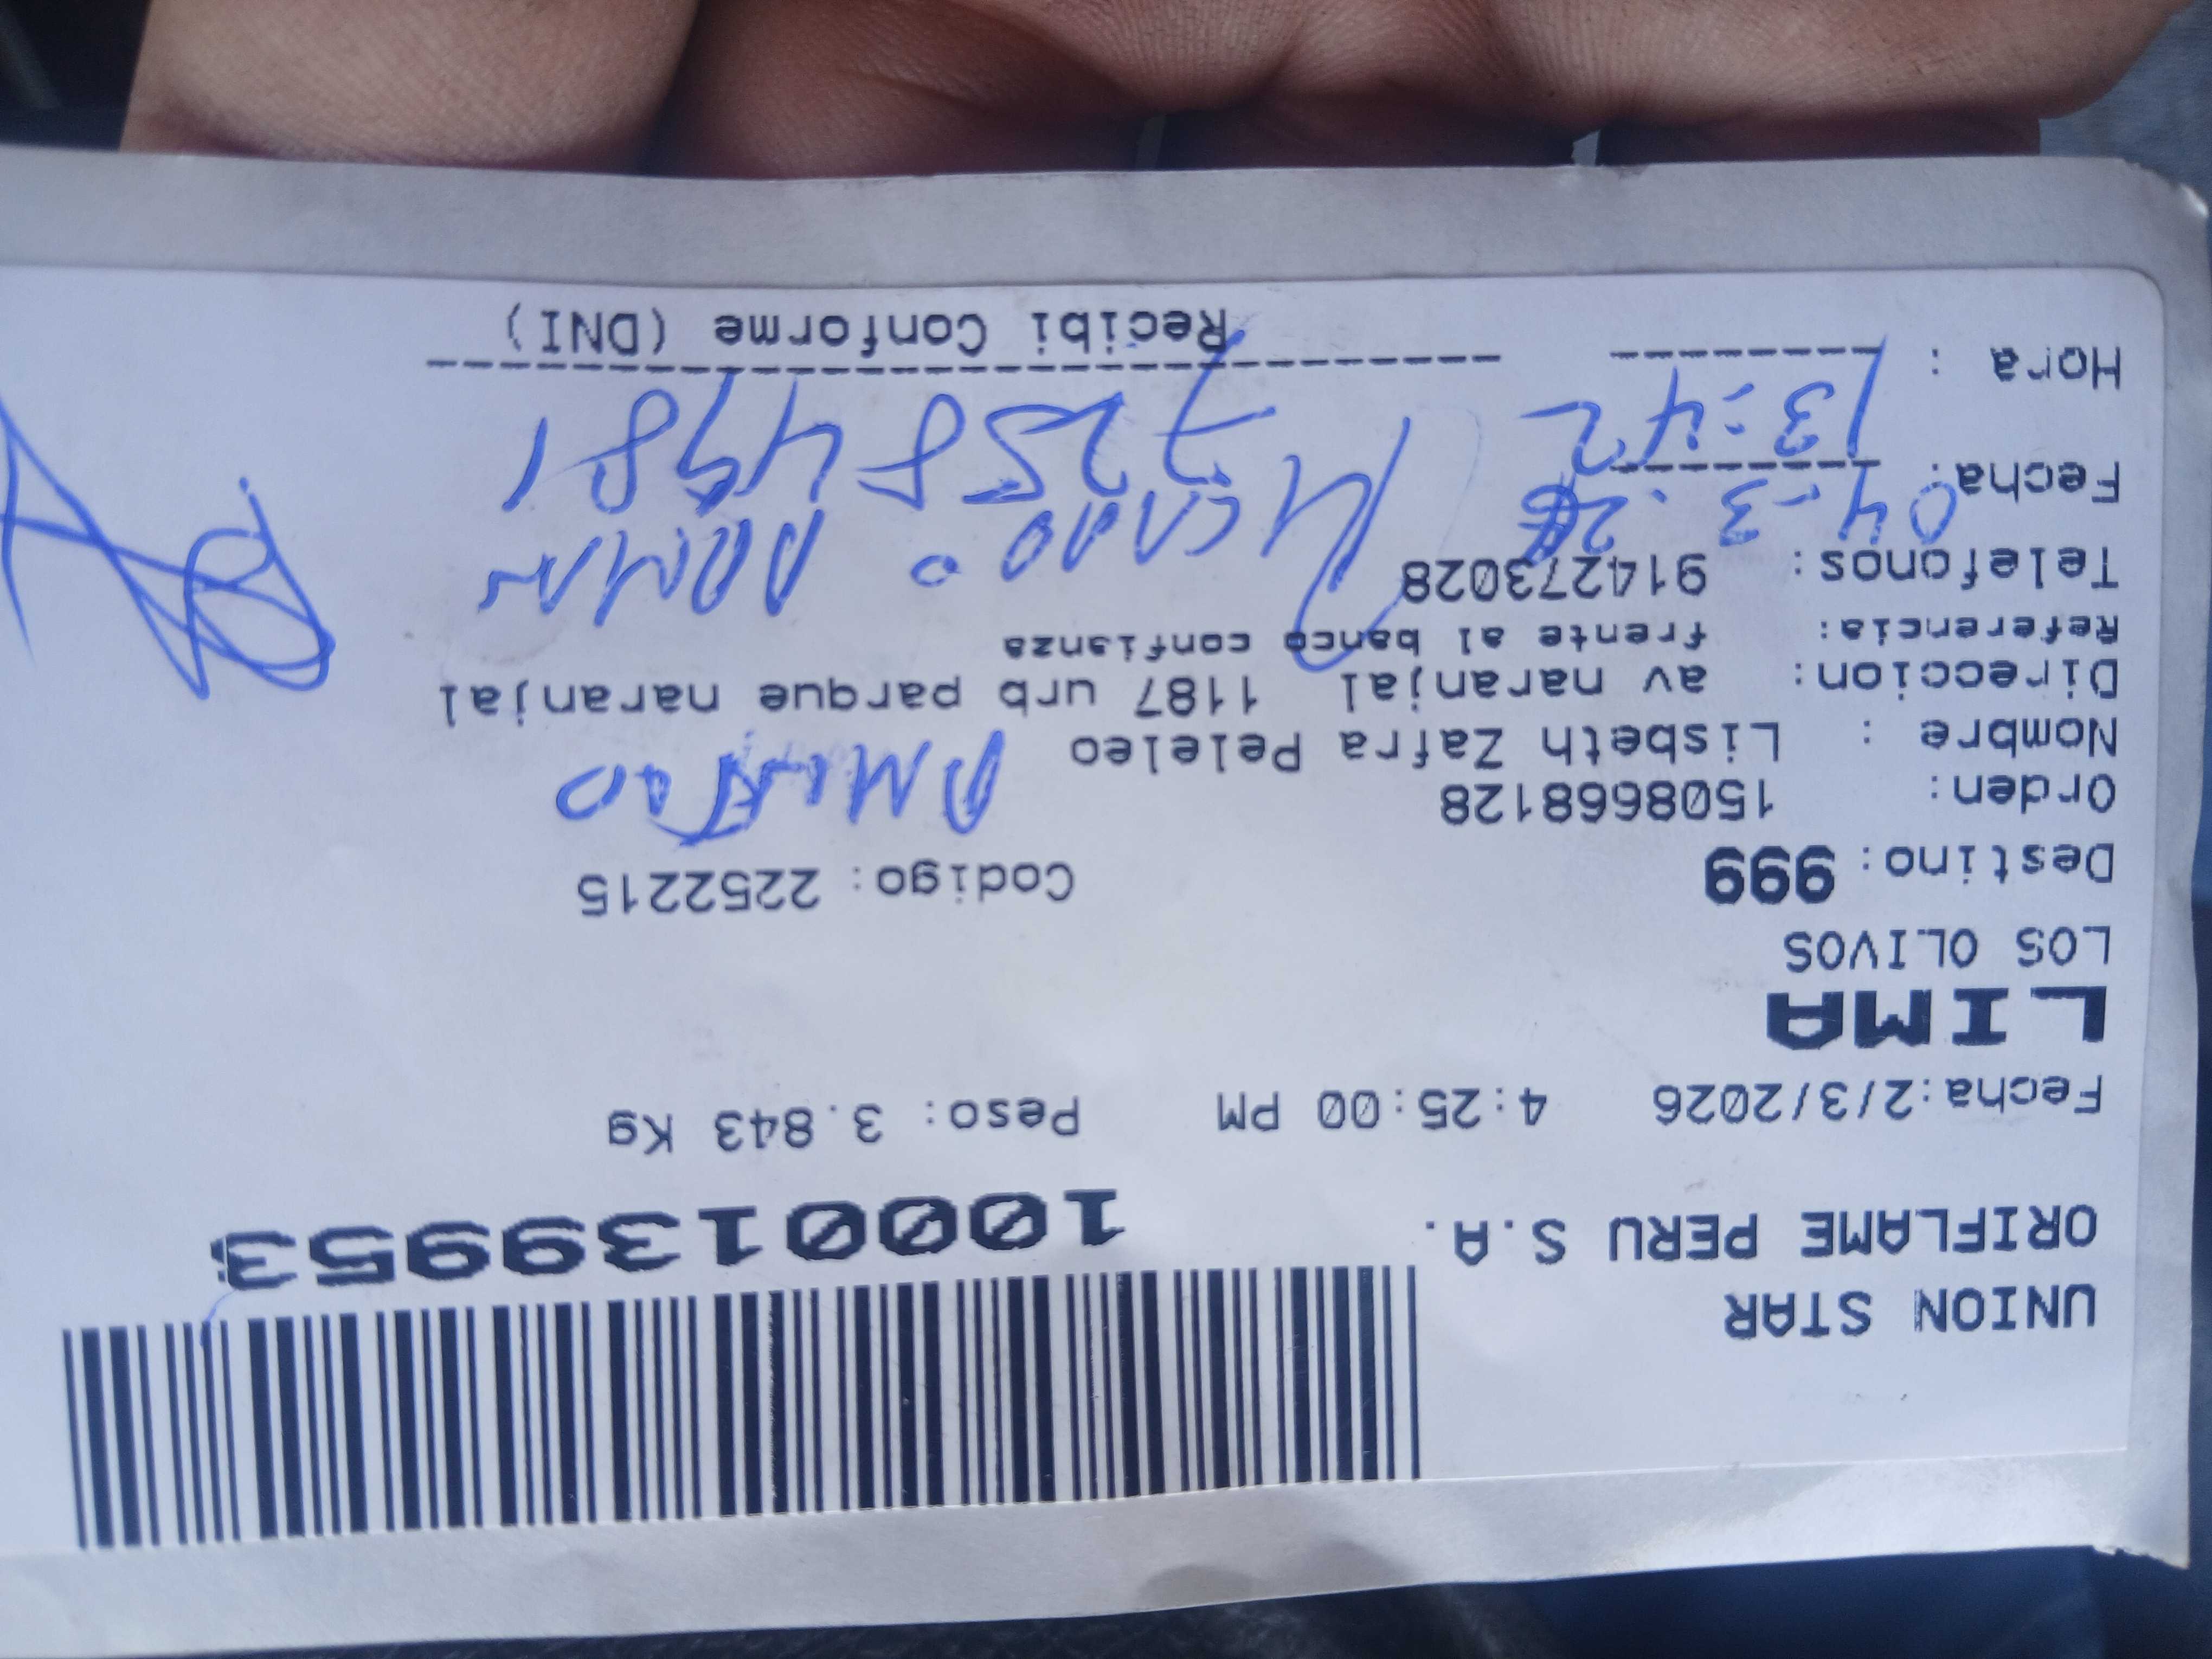 UNION STAR
ORIFLAME PERU S.A.
10001399953
Fecha:2/3/2026 4:25:00 PM Peso: 3.843 Kg
LIMA
LOS OLIVOS
Destino: 999 Codigo: 2252215
Orden: 1508668128
Nombre : Lisbeth Zafra Peleleo
Direccion: av naranjal 1187 urb parque naranjal
Referencia: frente al banco confianza
Telefonos: 914273028
Fecha: 04-3.26
Hora : 13:42
72584981
Recibi Conforme (DNI)